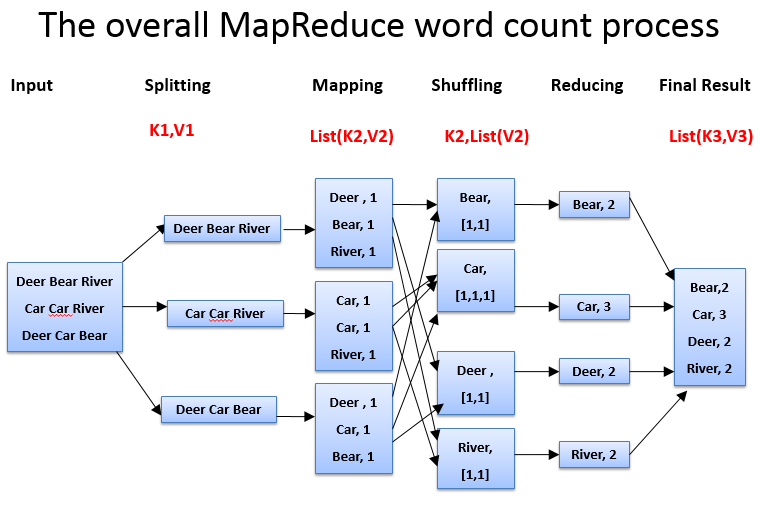 The overall MapReduce word count process
Input
Splitting
Mapping
Shuffling
Reducing
Final Result
K1,V1
List(K2,V2)
K2,List(V2)
List(K3,V3)
Deer Bear River
Car Car River
Deer Car Bear
Deer Bear River
Car Car River
Deer Car Bear
Deer , 1
Bear, 1
River, 1
Car, 1
Car, 1
River, 1
Deer , 1
Car, 1
Bear, 1
Bear,
[1,1]
Car,
[1,1,1]
Deer ,
[1,1]
River,
[1,1]
Bear, 2
Car, 3
Deer, 2
River, 2
Bear,2
Car, 3
Deer, 2
River, 2